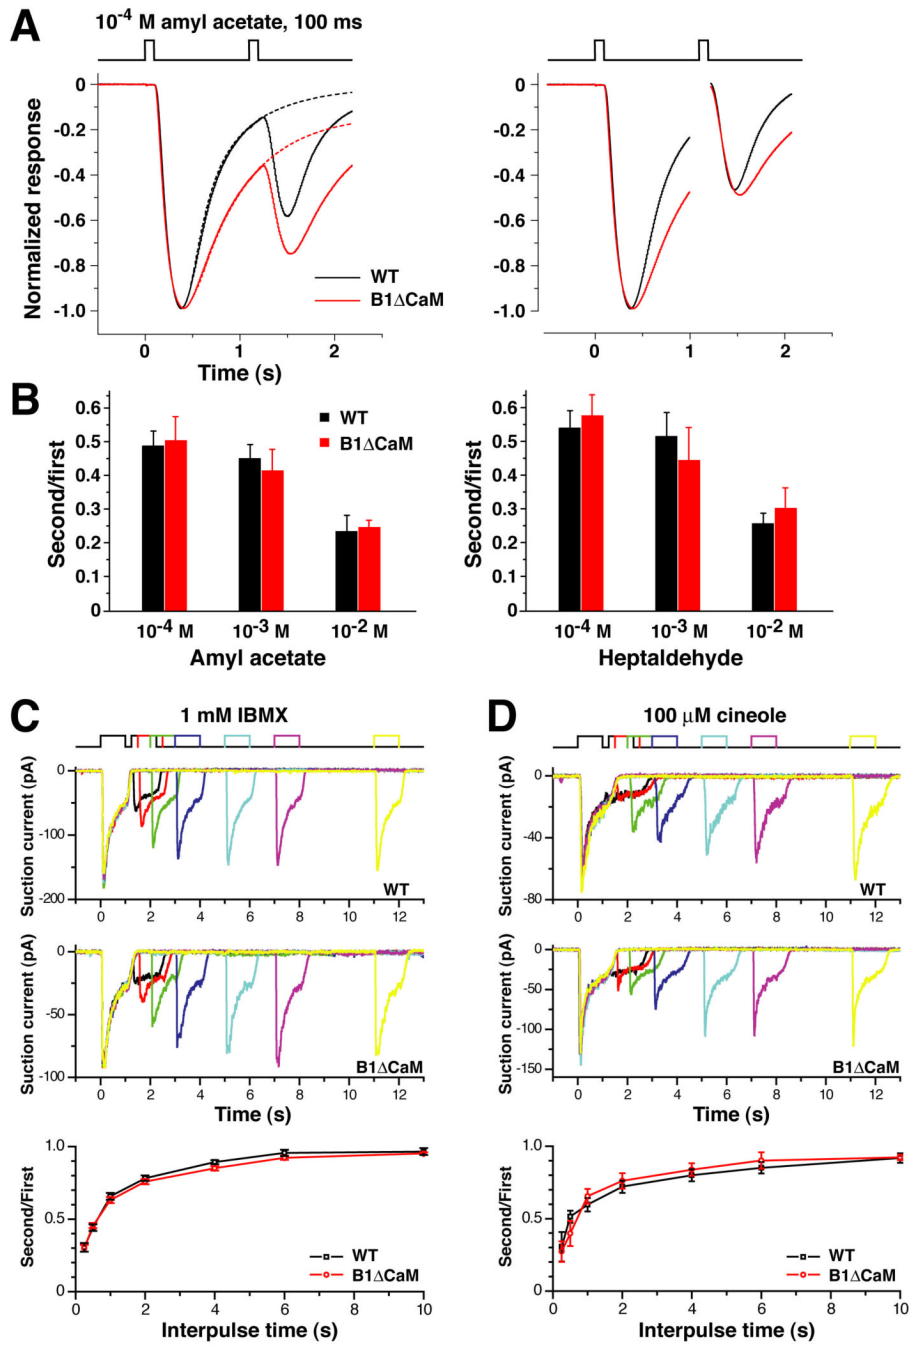 A
10⁻⁴ M amyl acetate, 100 ms
Normalized response
0
-0.2
-0.4
-0.6
-0.8
-1.0
WT
B1ΔCaM
0 1 2
Time (s)
0
-0.2
-0.4
-0.6
-0.8
-1.0
0 1 2
B
Second/first
0.6
0.5
0.4
0.3
0.2
0.1
0
WT
B1ΔCaM
10⁻⁴ M 10⁻³ M 10⁻² M
Amyl acetate
Second/first
0.6
0.5
0.4
0.3
0.2
0.1
0
10⁻⁴ M 10⁻³ M 10⁻² M
Heptaldehyde
C
1 mM IBMX
Suction current (pA)
0
-100
-200
WT
0 2 4 6 8 10 12
Suction current (pA)
0
-50
-100
B1ΔCaM
0 2 4 6 8 10 12
Time (s)
Second/First
1.0
0.5
0
WT
B1ΔCaM
0 2 4 6 8 10
Interpulse time (s)
D
100 μM cineole
Suction current (pA)
0
-40
-80
WT
0 2 4 6 8 10 12
Suction current (pA)
0
-50
-100
-150
B1ΔCaM
0 2 4 6 8 10 12
Time (s)
Second/First
1.0
0.5
0
WT
B1ΔCaM
0 2 4 6 8 10
Interpulse time (s)